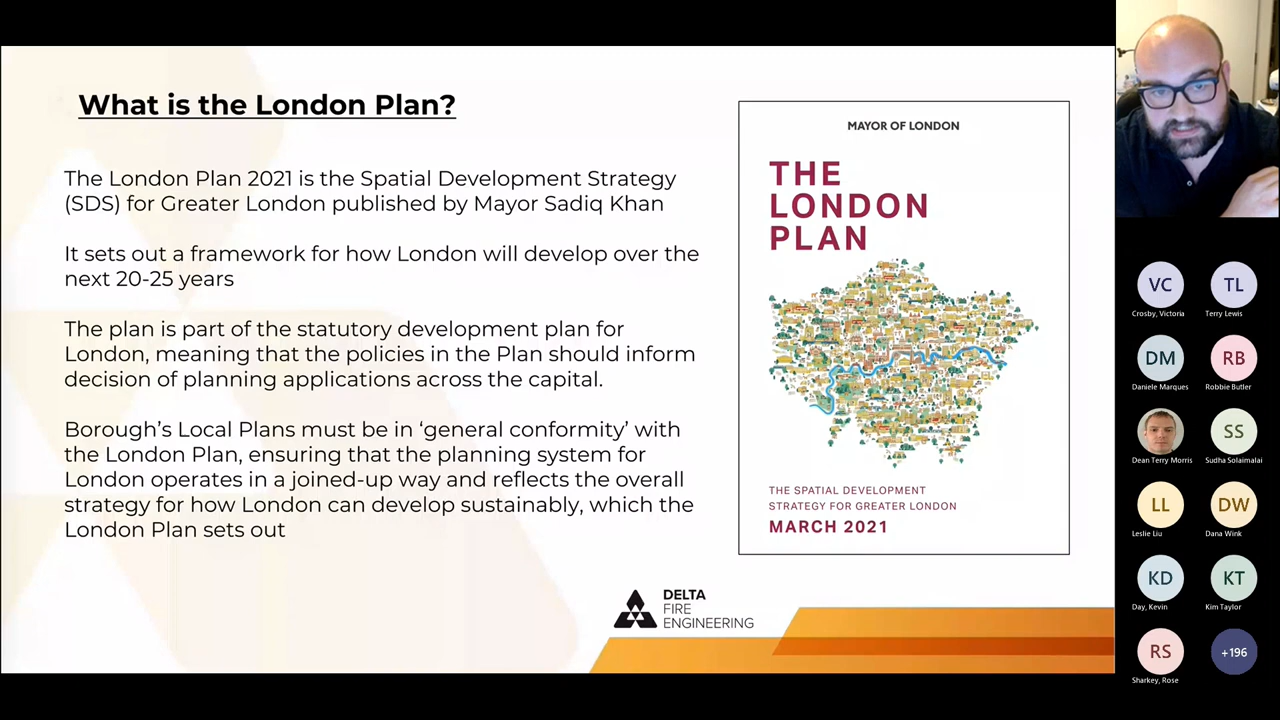 What is the London Plan?
The London Plan 2021 is the Spatial Development Strategy
(SDS) for Greater London published by Mayor Sadiq Khan
It sets out a framework for how London will develop over the
next 20-25 years
The plan is part of the statutory development plan for
London, meaning that the policies in the Plan should inform
decision of planning applications across the capital.
Borough’s Local Plans must be in ‘general conformity’ with
the London Plan, ensuring that the planning system for
London operates in a joined-up way and reflects the overall
strategy for how London can develop sustainably, which the
London Plan sets out
MAYOR OF LONDON
THE
LONDON
PLAN
THE SPATIAL DEVELOPMENT
STRATEGY FOR GREATER LONDON
MARCH 2021
DELTA
FIRE
ENGINEERING
VC
Crosby, Victoria
TL
Terry Lewis
DM
Daniele Marques
RB
Robbie Butler
Dean Terry Morris
SS
Sudha Solaimalai
LL
Leslie Liu
DW
Dana Wink
KD
Day, Kevin
KT
Kim Taylor
RS
Sharkey, Rose
+196